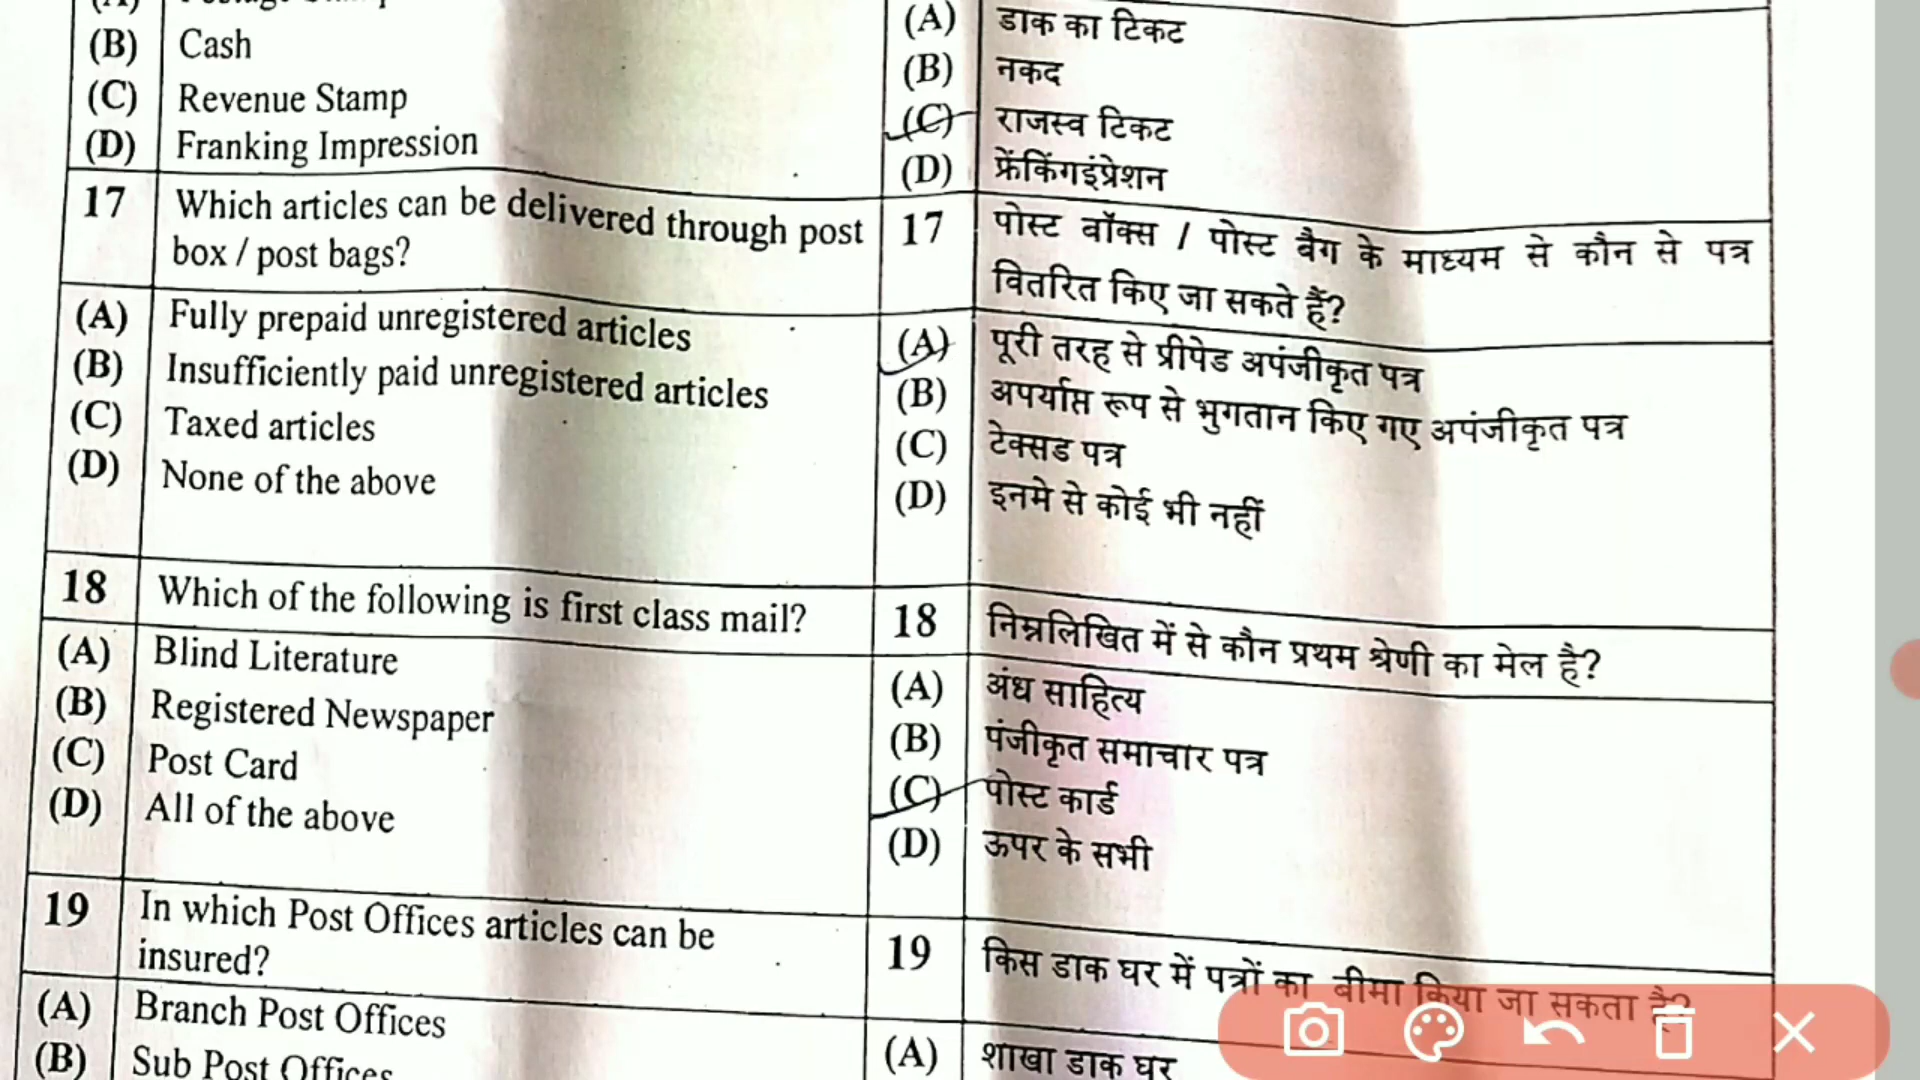 (B) Cash
(C) Revenue Stamp
(D) Franking Impression
17 Which articles can be delivered through post
box / post bags?
(A) Fully prepaid unregistered articles
(B) Insufficiently paid unregistered articles
(C) Taxed articles
(D) None of the above
18 Which of the following is first class mail?
(A) Blind Literature
(B) Registered Newspaper
(C) Post Card
(D) All of the above
19 In which Post Offices articles can be
insured?
(A) Branch Post Offices
(B) Sub Post Offices
(A) डाक का टिकट
(B) नकद
(C) राजस्व टिकट
(D) फ्रेंकिंगइंप्रेशन
17 पोस्ट वॉक्स / पोस्ट बैग के माध्यम से कौन से पत्र
वितरित किए जा सकते हैं?
(A) पूरी तरह से प्रीपेड अपंजीकृत पत्र
(B) अपर्याप्त रूप से भुगतान किए गए अपंजीकृत पत्र
(C) टेक्सड पत्र
(D) इनमे से कोई भी नहीं
18 निम्नलिखित में से कौन प्रथम श्रेणी का मेल है?
(A) अंध साहित्य
(B) पंजीकृत समाचार पत्र
(C) पोस्ट कार्ड
(D) ऊपर के सभी
19 किस डाक घर में पत्रों का बीमा किया जा सकता है?
(A) शाखा डाक घर